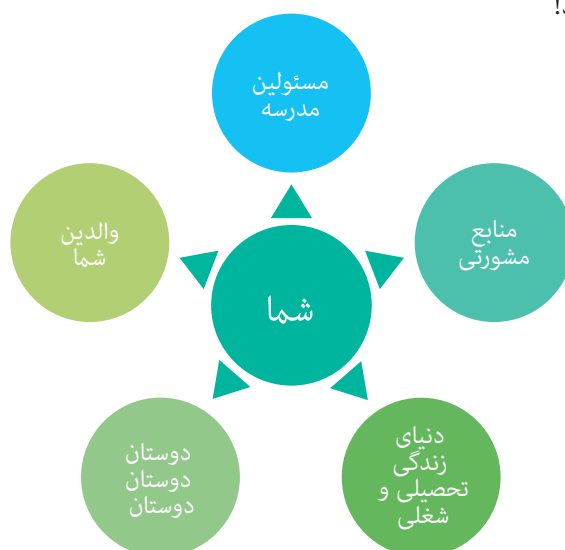 مسئولین
مدرسه
منابع
مشورتی
والدین
شما
شما
دنیای
زندگی
تحصیلی و
شغلی
دوستان
دوستان
دوستان